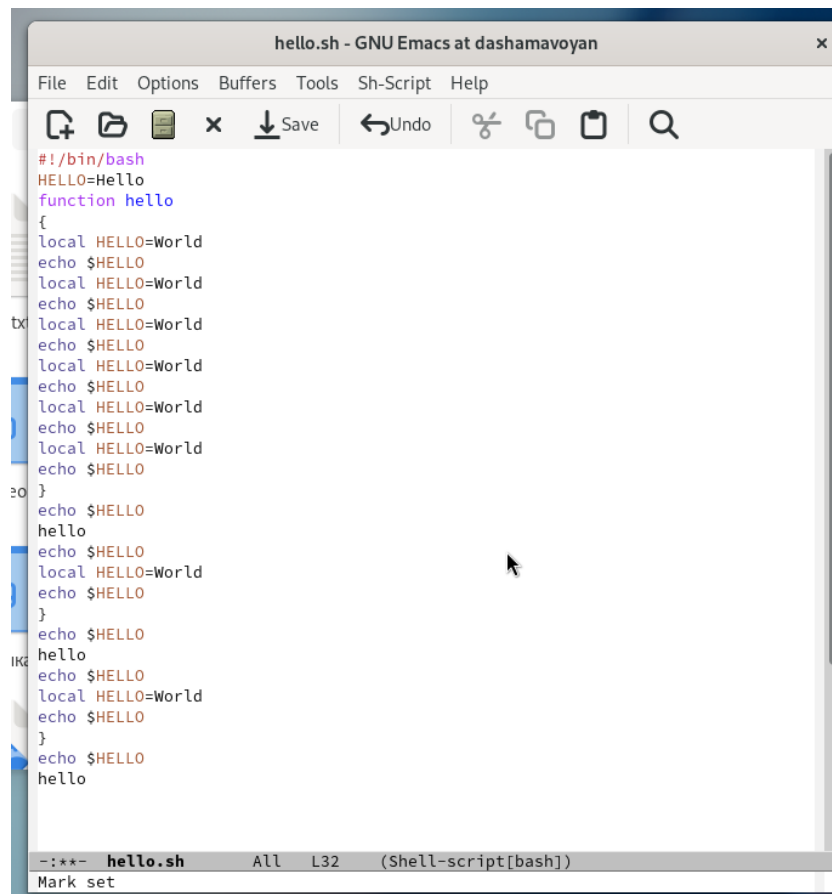 hello.sh - GNU Emacs at dashamavoyan
File Edit Options Buffers Tools Sh-Script Help
Save Undo
#!/bin/bash
HELLO=Hello
function hello
{
local HELLO=World
echo $HELLO
local HELLO=World
echo $HELLO
local HELLO=World
echo $HELLO
local HELLO=World
echo $HELLO
local HELLO=World
echo $HELLO
local HELLO=World
echo $HELLO
}
echo $HELLO
hello
echo $HELLO
local HELLO=World
echo $HELLO
}
echo $HELLO
hello
echo $HELLO
local HELLO=World
echo $HELLO
}
echo $HELLO
hello
-:**- hello.sh All L32 (Shell-script[bash])
Mark set